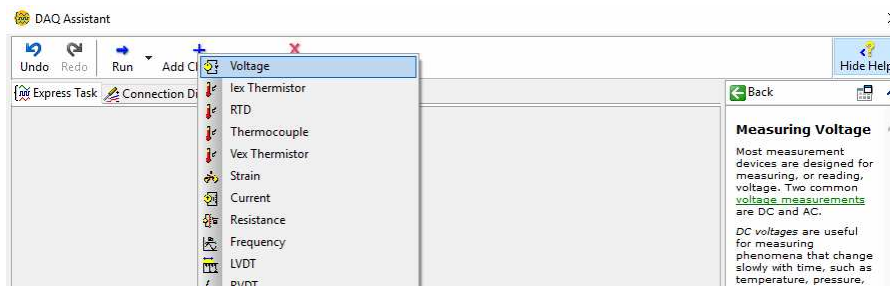 DAQ Assistant
Undo Redo Run Add Ch
Hide Help
Voltage
Iex Thermistor
RTD
Thermocouple
Vex Thermistor
Strain
Current
Resistance
Frequency
LVDT
RVDT
Express Task
Connection Di
Back
Measuring Voltage
Most measurement
devices are designed for
measuring, or reading,
voltage. Two common
voltage measurements
are DC and AC.
DC voltages are useful
for measuring
phenomena that change
slowly with time, such as
temperature, pressure,